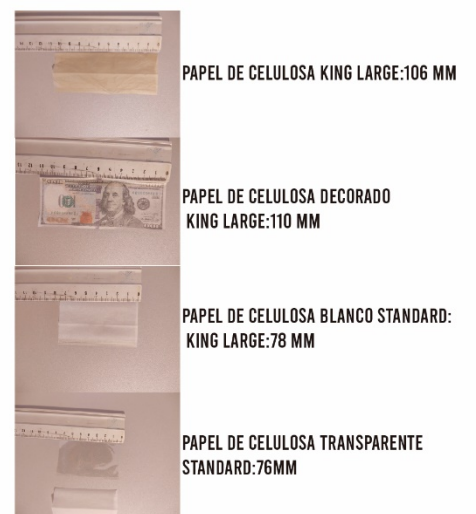 PAPEL DE CELULOSA KING LARGE:106 MM
PAPEL DE CELULOSA DECORADO
KING LARGE:110 MM
PAPEL DE CELULOSA BLANCO STANDARD:
KING LARGE:78 MM
PAPEL DE CELULOSA TRANSPARENTE
STANDARD:76MM